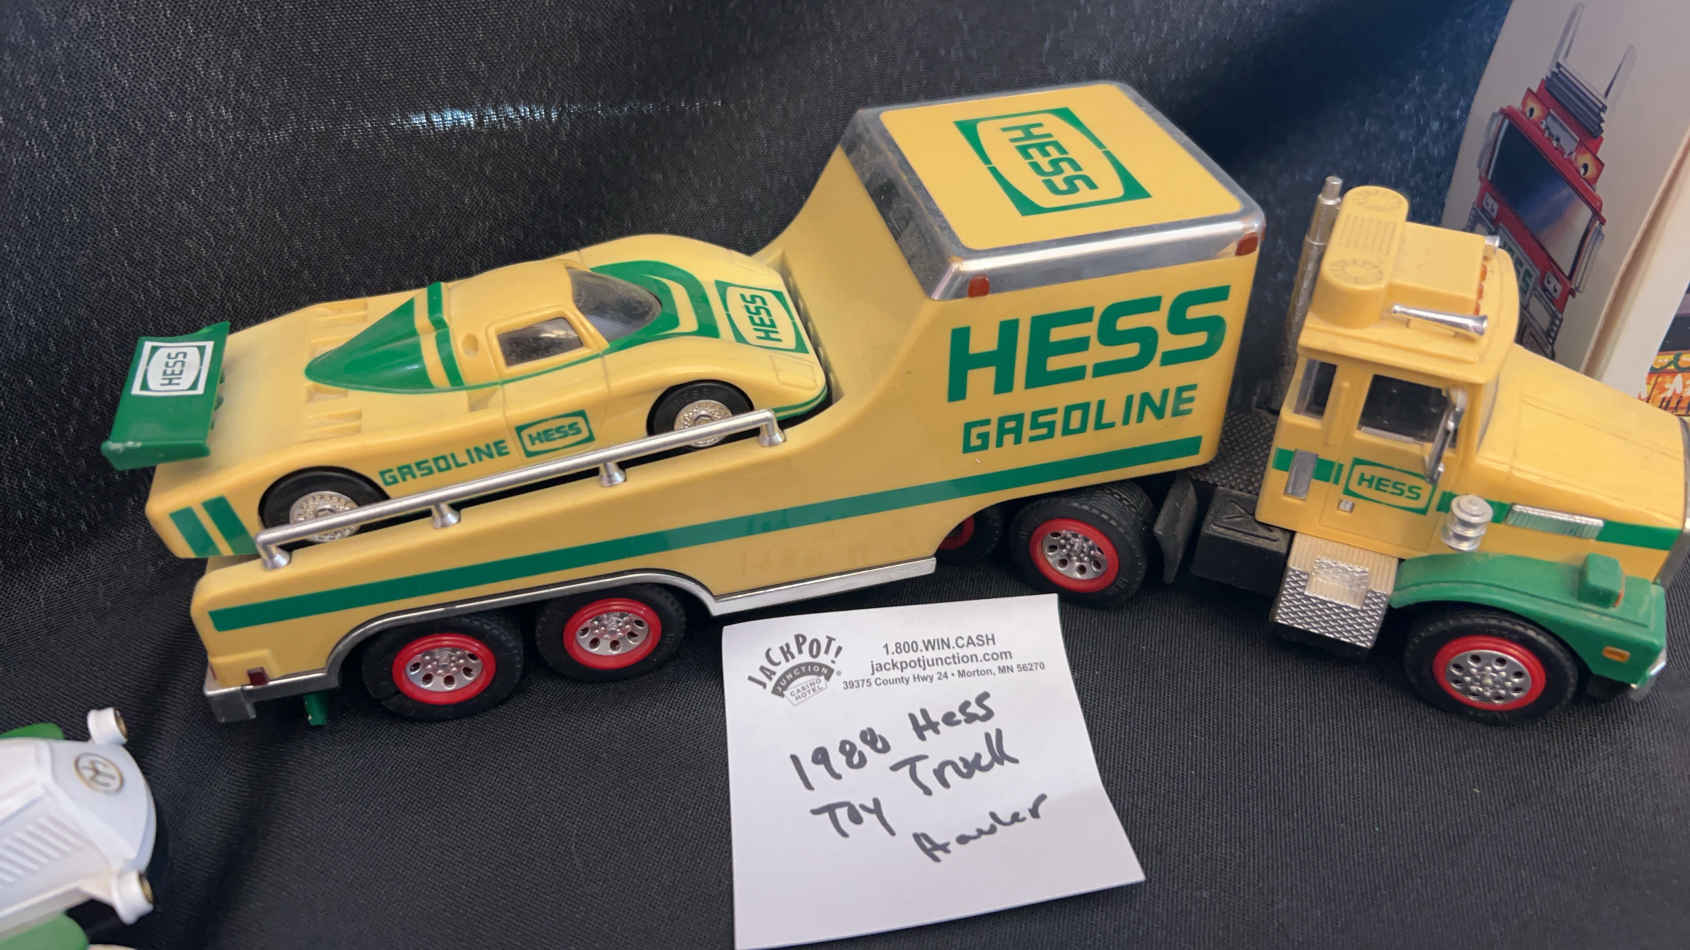 HESS
HESS
GASOLINE
HESS
HESS
HESS
GASOLINE HESS
HESS
JACKPOT!
JUNCTION
CASINO
HOTEL
1.800.WIN.CASH
jackpotjunction.com
39375 County Hwy 24 • Morton, MN 56270
1988 Hess
Toy Truck
Hauler